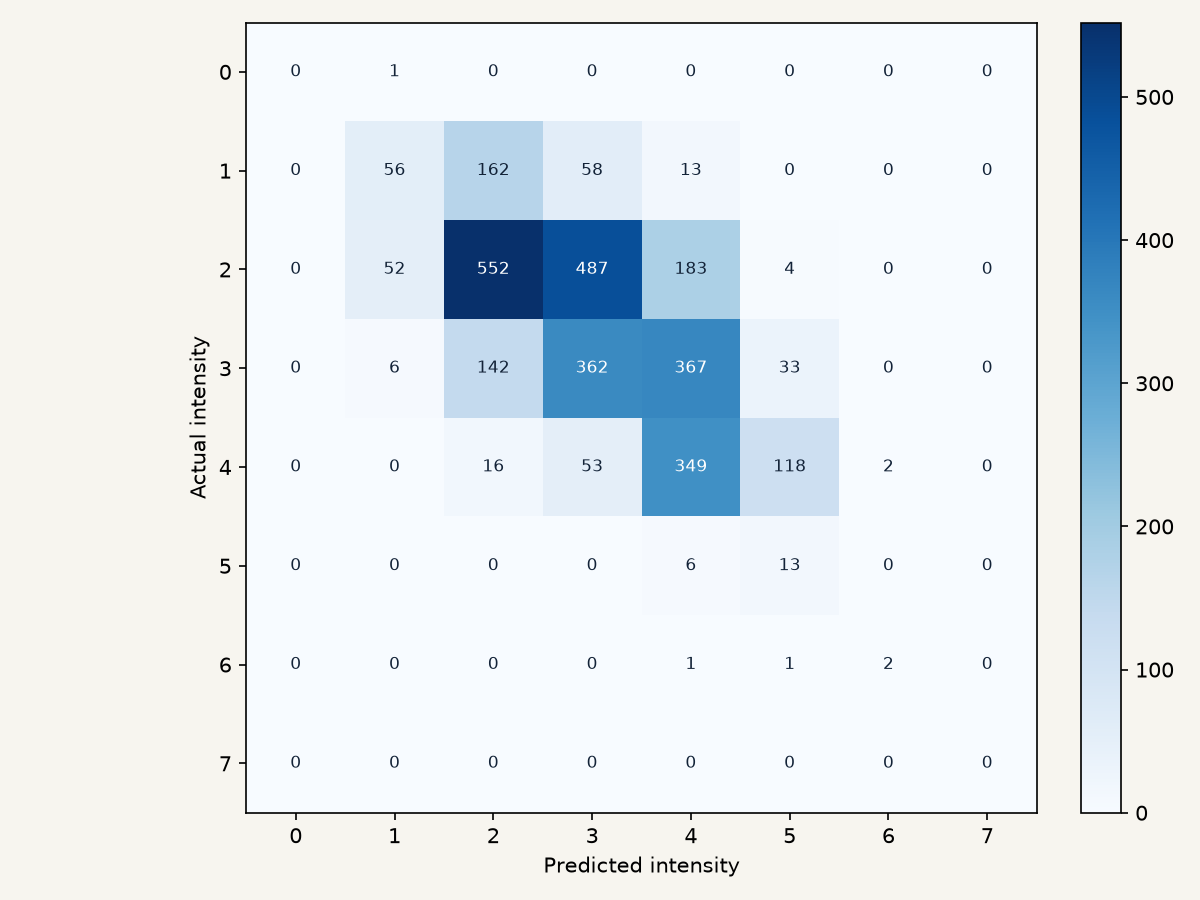 0 0 1 0 0 0 0 0 0
1 0 56 162 58 13 0 0 0
2 0 52 552 487 183 4 0 0
3 0 6 142 362 367 33 0 0
4 0 0 16 53 349 118 2 0
5 0 0 0 0 6 13 0 0
6 0 0 0 0 1 1 2 0
7 0 0 0 0 0 0 0 0
0 1 2 3 4 5 6 7
Predicted intensity
Actual intensity
500
400
300
200
100
0